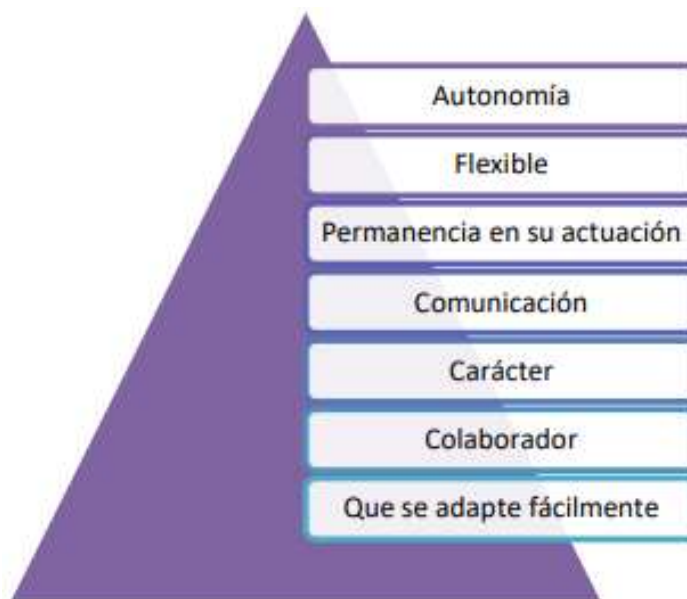 Autonomía
Flexible
Permanencia en su actuación
Comunicación
Carácter
Colaborador
Que se adapte fácilmente